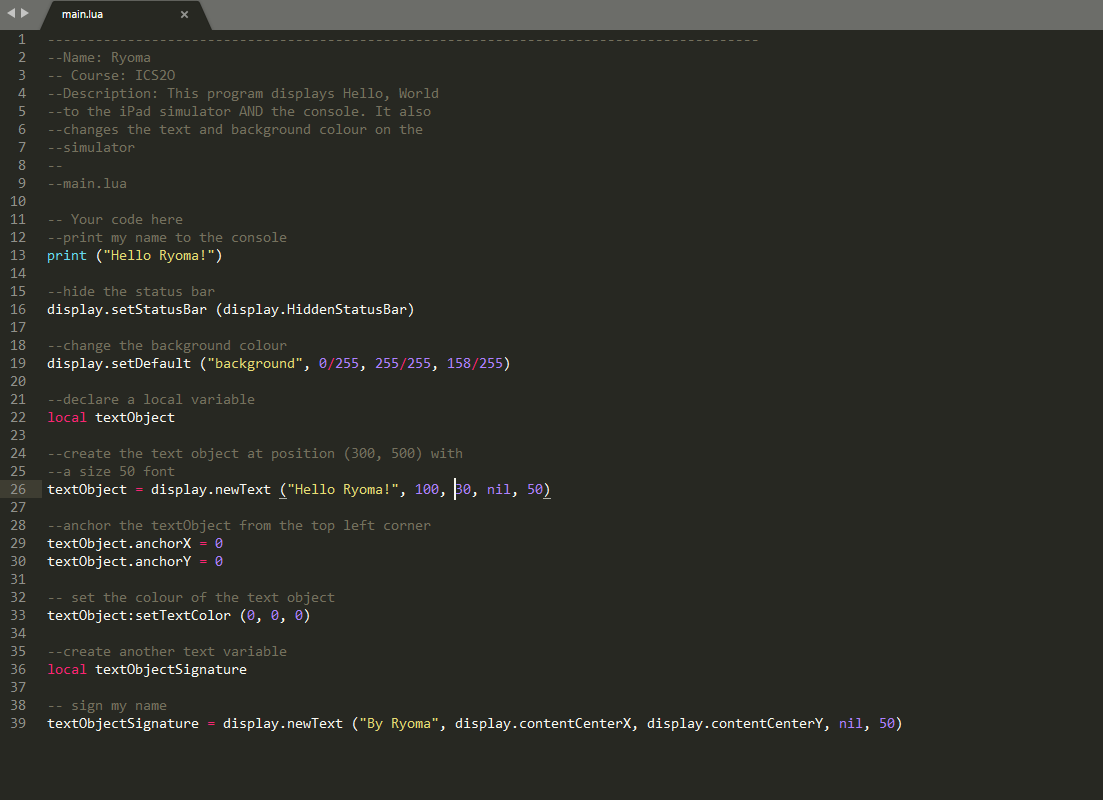 main.lua ×
1 -----------------------------------------------------------------------------------------
2 --Name: Ryoma
3 -- Course: ICS2O
4 --Description: This program displays Hello, World
5 --to the iPad simulator AND the console. It also
6 --changes the text and background colour on the
7 --simulator
8 --
9 --main.lua
10
11 -- Your code here
12 --print my name to the console
13 print ("Hello Ryoma!")
14
15 --hide the status bar
16 display.setStatusBar (display.HiddenStatusBar)
17
18 --change the background colour
19 display.setDefault ("background", 0/255, 255/255, 158/255)
20
21 --declare a local variable
22 local textObject
23
24 --create the text object at position (300, 500) with
25 --a size 50 font
26 textObject = display.newText ("Hello Ryoma!", 100, 30, nil, 50)
27
28 --anchor the textObject from the top left corner
29 textObject.anchorX = 0
30 textObject.anchorY = 0
31
32 -- set the colour of the text object
33 textObject:setTextColor (0, 0, 0)
34
35 --create another text variable
36 local textObjectSignature
37
38 -- sign my name
39 textObjectSignature = display.newText ("By Ryoma", display.contentCenterX, display.contentCenterY, nil, 50)